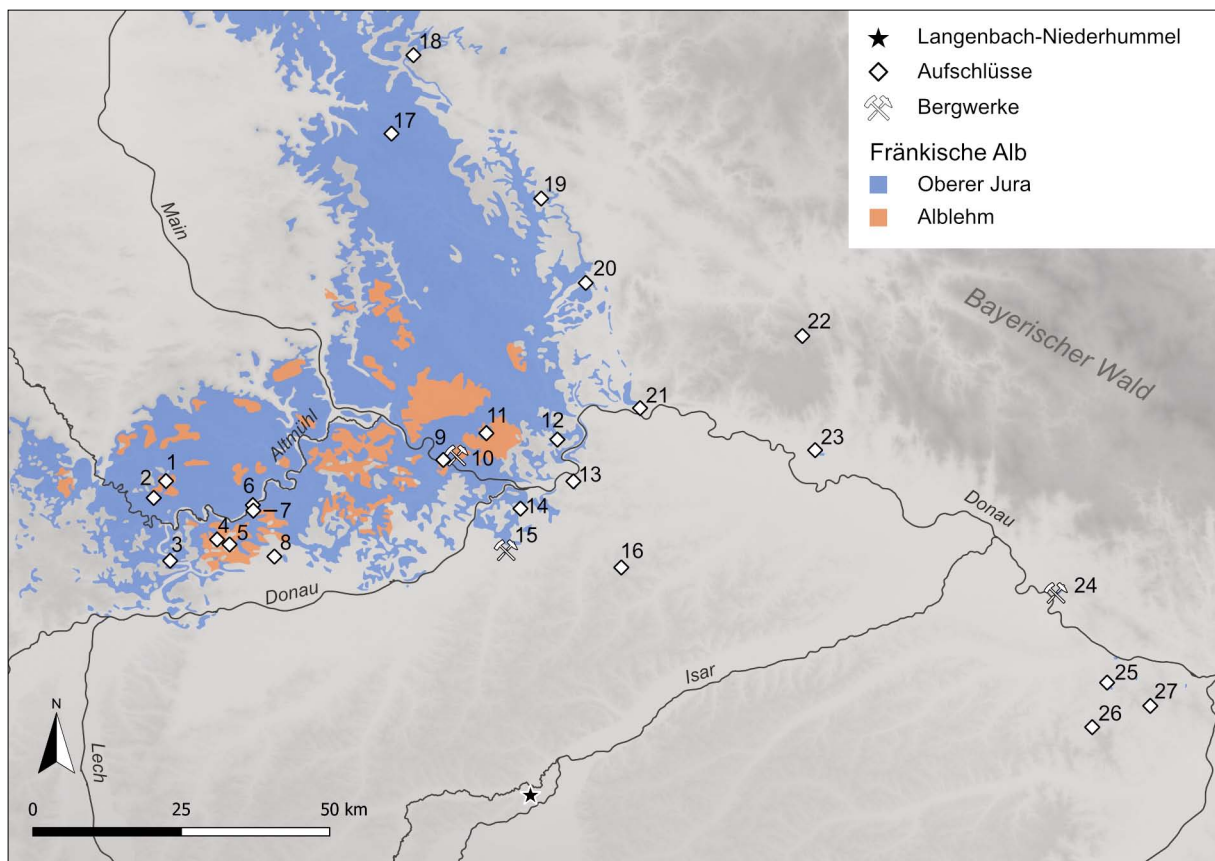 Langenbach-Niederhummel
Aufschlüsse
Bergwerke
Fränkische Alb
Oberer Jura
Alblehm
18
17
19
Main
20
22
Bayerischer Wald
21
Altmühl
11
12
9
10
23
1
2
13
6
7
14
4
5
3
8
15
16
Donau
Donau
24
Isar
25
27
26
N
Lech
0
25
50 km